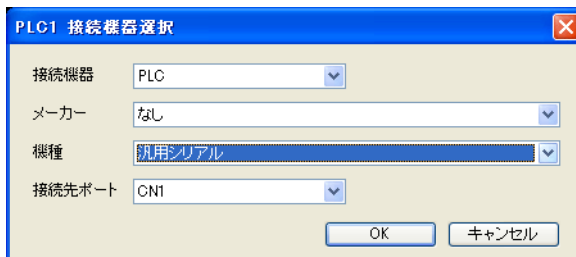 PLC1 接続機器選択
接続機器 PLC
メーカー なし
機種 汎用シリアル
接続先ポート CN1
OK キャンセル